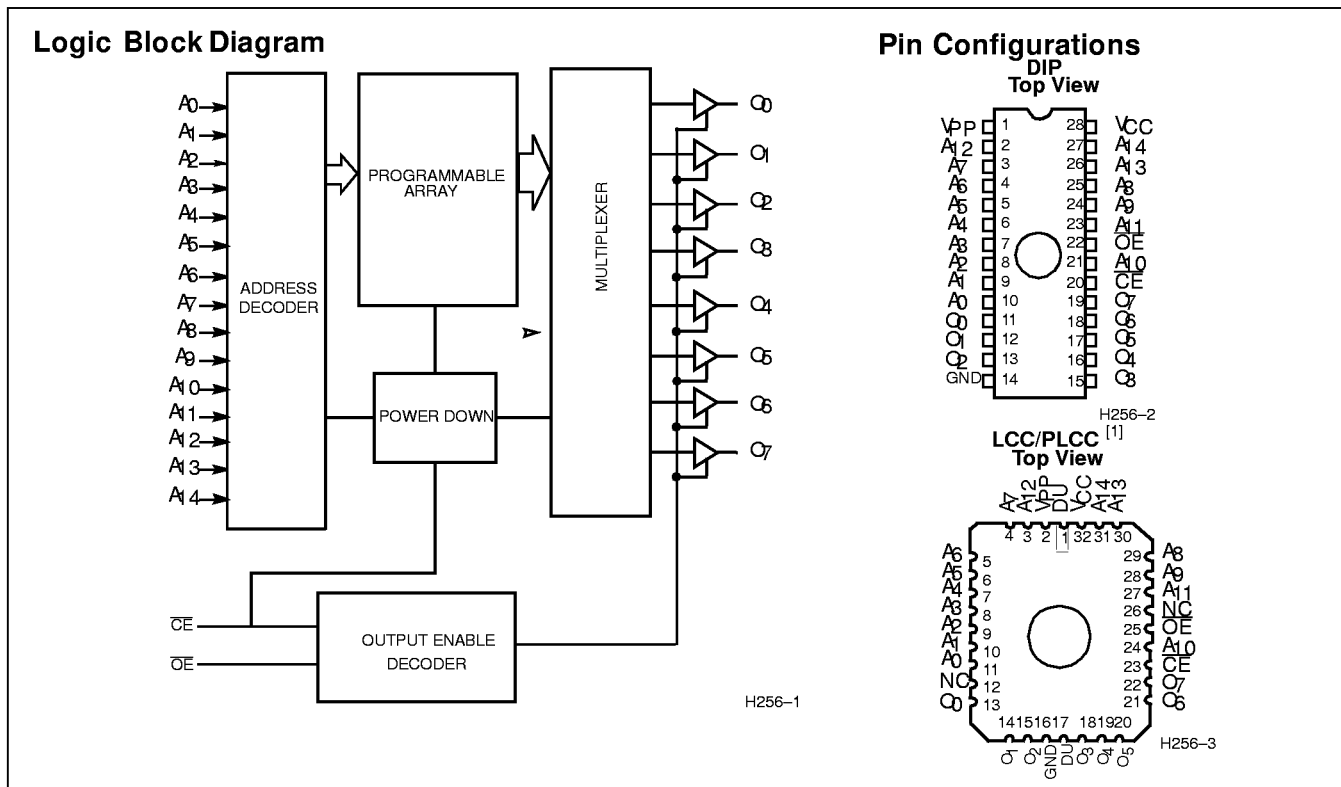 Logic Block Diagram
A0
A1
A2
A3
A4
A5
A6
A7
A8
A9
A10
A11
A12
A13
A14
ADDRESS
DECODER
PROGRAMMABLE
ARRAY
POWER DOWN
MULTIPLEXER
A
O0
O1
O2
O3
O4
O5
O6
O7
CE
OE
OUTPUT ENABLE
DECODER
H256–1
Pin Configurations
DIP
Top View
VPP 1 28 VCC
A12 2 27 A14
A7 3 26 A13
A6 4 25 A8
A5 5 24 A9
A4 6 23 A11
A3 7 22 OE
A2 8 21 A10
A1 9 20 CE
A0 10 19 O7
O0 11 18 O6
O1 12 17 O5
O2 13 16 O4
GND 14 15 O3
H256–2
LCC/PLCC [1]
Top View
A7 A12 VPP DU VCC A14 A13
4 3 2 1 32 31 30
A6 5 29 A8
A5 6 28 A9
A4 7 27 A11
A3 8 26 NC
A2 9 25 OE
A1 10 24 A10
A0 11 23 CE
NC 12 22 O7
O0 13 21 O6
14 15 16 17 18 19 20
O1 O2 GND DU O3 O4 O5
H256–3